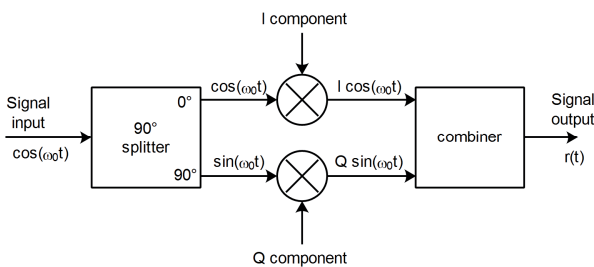 I component
Signal
input
cos(ω₀t)
90°
splitter
0°
90°
cos(ω₀t)
I cos(ω₀t)
sin(ω₀t)
Q sin(ω₀t)
combiner
Signal
output
r(t)
Q component